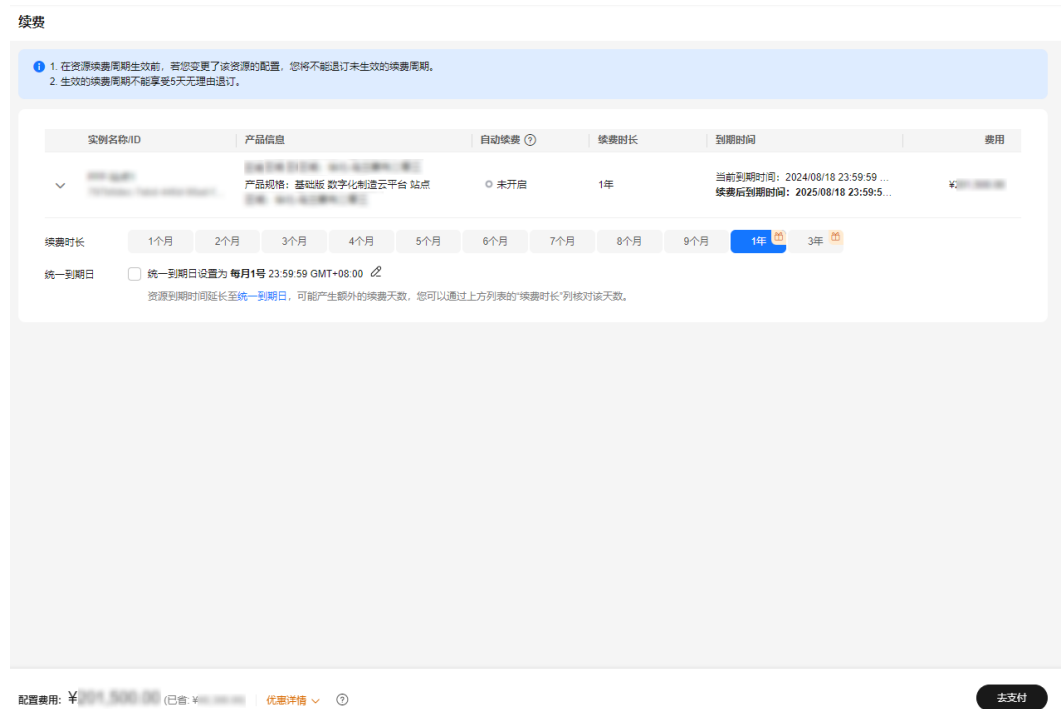 续费
1. 在资源续费周期生效前，若您变更了该资源的配置，您将不能退订未生效的续费周期。
2. 生效的续费周期不能享受5天无理由退订。
实例名称/ID 产品信息 自动续费 ? 续费时长 到期时间 费用
产品规格：基础版 数字化制造云平台 站点 未开启 1年 当前到期时间：2024/08/18 23:59:59 ... ¥
续费后到期时间：2025/08/18 23:59:5...
续费时长 1个月 2个月 3个月 4个月 5个月 6个月 7个月 8个月 9个月 1年 3年
统一到期日 统一到期日设置为 每月1号 23:59:59 GMT+08:00
资源到期时间延长至统一到期日，可能产生额外的续费天数，您可以通过上方列表的“续费时长”列核对该天数。
配置费用: ¥ (已省: ¥ 优惠详情 ? 去支付